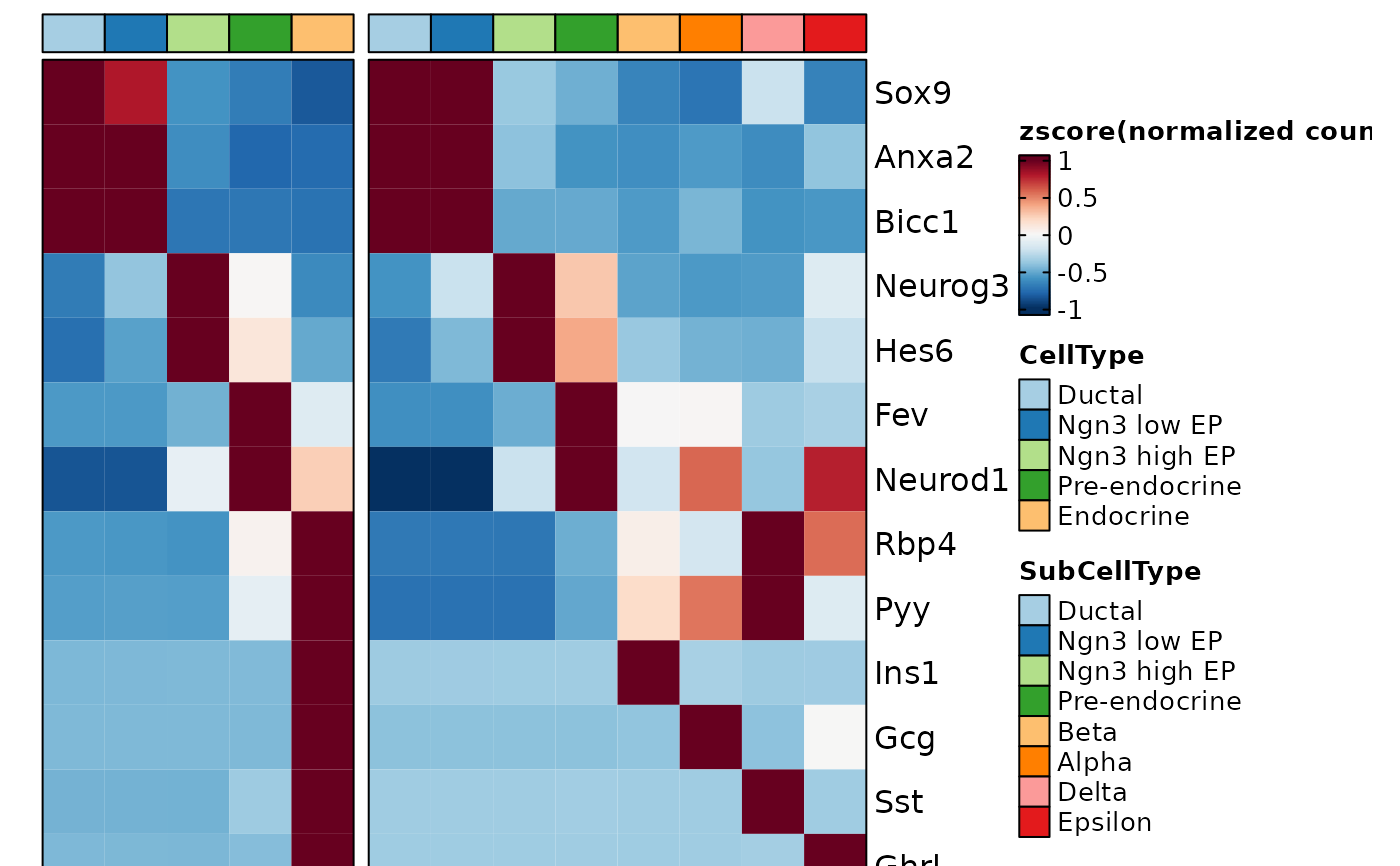 Sox9
Anxa2
Bicc1
Neurog3
Hes6
Fev
Neurod1
Rbp4
Pyy
Ins1
Gcg
Sst
Ghrl
zscore(normalized coun
1
0.5
0
-0.5
-1
CellType
Ductal
Ngn3 low EP
Ngn3 high EP
Pre-endocrine
Endocrine
SubCellType
Ductal
Ngn3 low EP
Ngn3 high EP
Pre-endocrine
Beta
Alpha
Delta
Epsilon